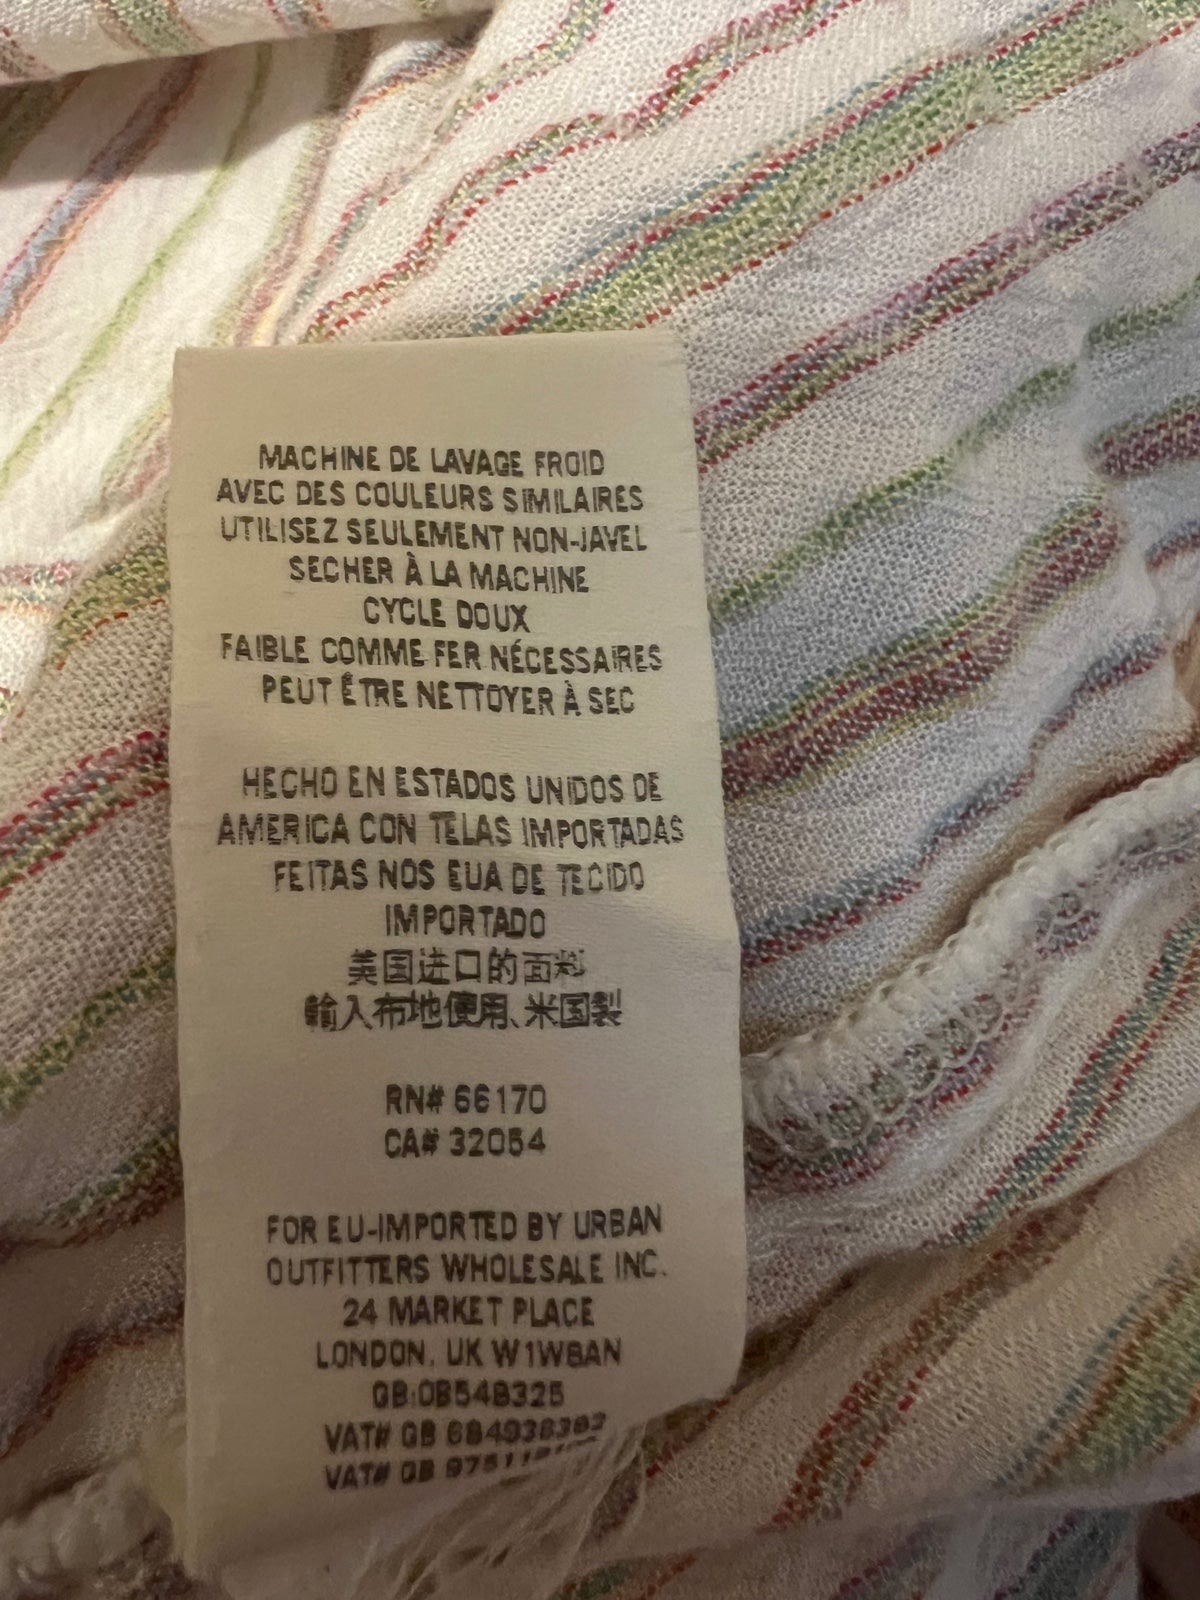 MACHINE DE LAVAGE FROID
AVEC DES COULEURS SIMILAIRES
UTILISEZ SEULEMENT NON-JAVEL
SECHER À LA MACHINE
CYCLE DOUX
FAIBLE COMME FER NÉCESSAIRES
PEUT ÊTRE NETTOYER À SEC
HECHO EN ESTADOS UNIDOS DE
AMERICA CON TELAS IMPORTADAS
FEITAS NOS EUA DE TECIDO
IMPORTADO
美国进口的面料
輸入布地使用、米国製
RN# 66170
CA# 32054
FOR EU-IMPORTED BY URBAN
OUTFITTERS WHOLESALE INC.
24 MARKET PLACE
LONDON, UK W1W8AN
VAT# GB
VAT# GB